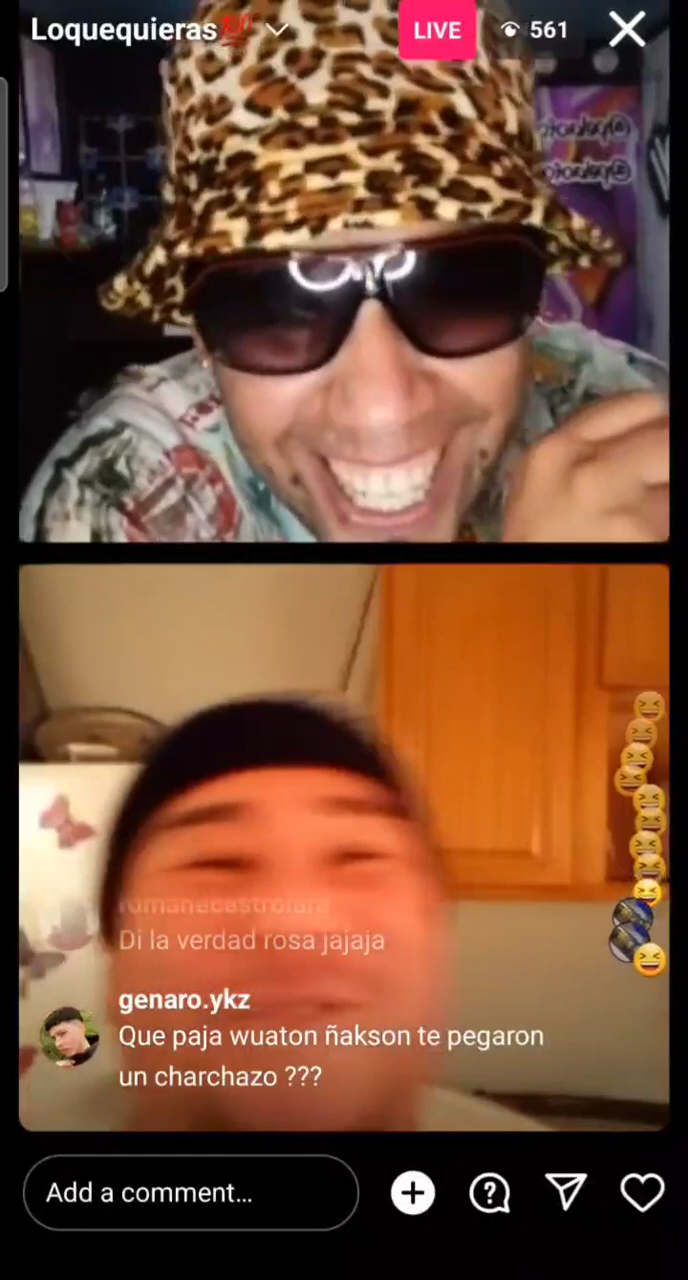 Loquequieras💯
LIVE
561
romanecastrolara
Di la verdad rosa jajaja
genaro.ykz
Que paja wuaton ñakson te pegaron
un charchazo ???
Add a comment...